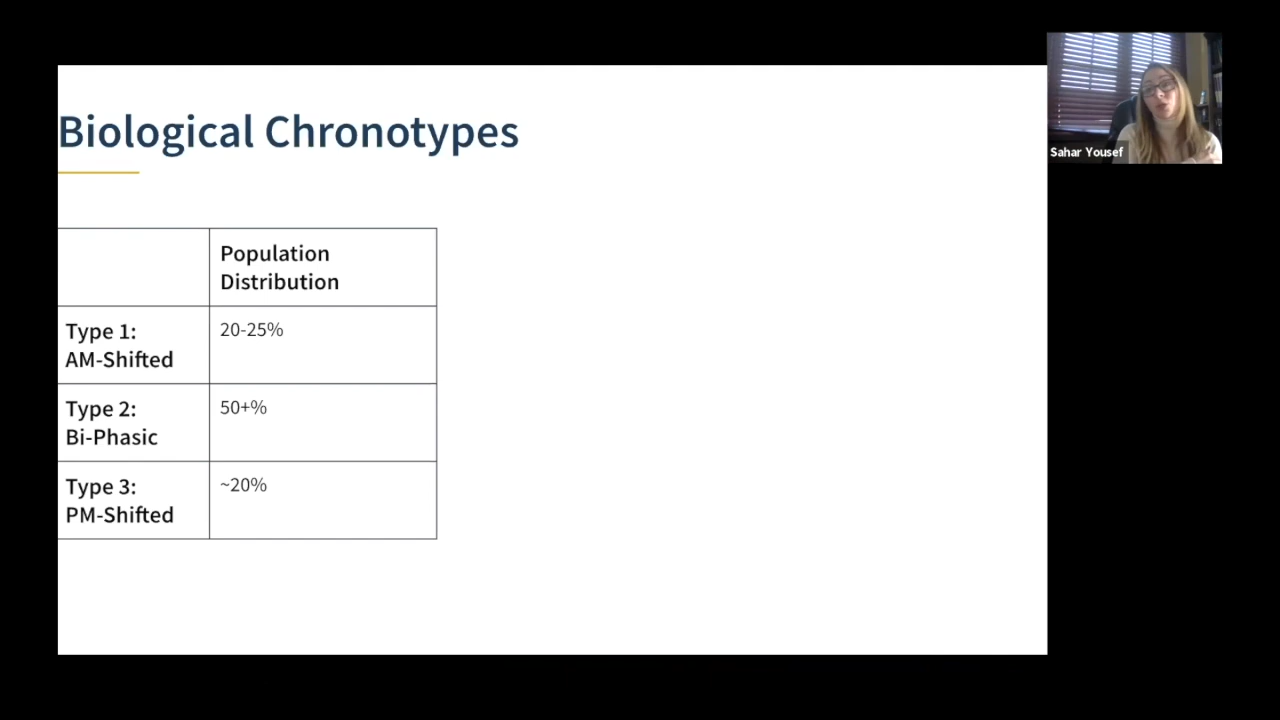 Biological Chronotypes
Population
Distribution
Type 1:
AM-Shifted
20-25%
Type 2:
Bi-Phasic
50+%
Type 3:
PM-Shifted
~20%
Sahar Yousef